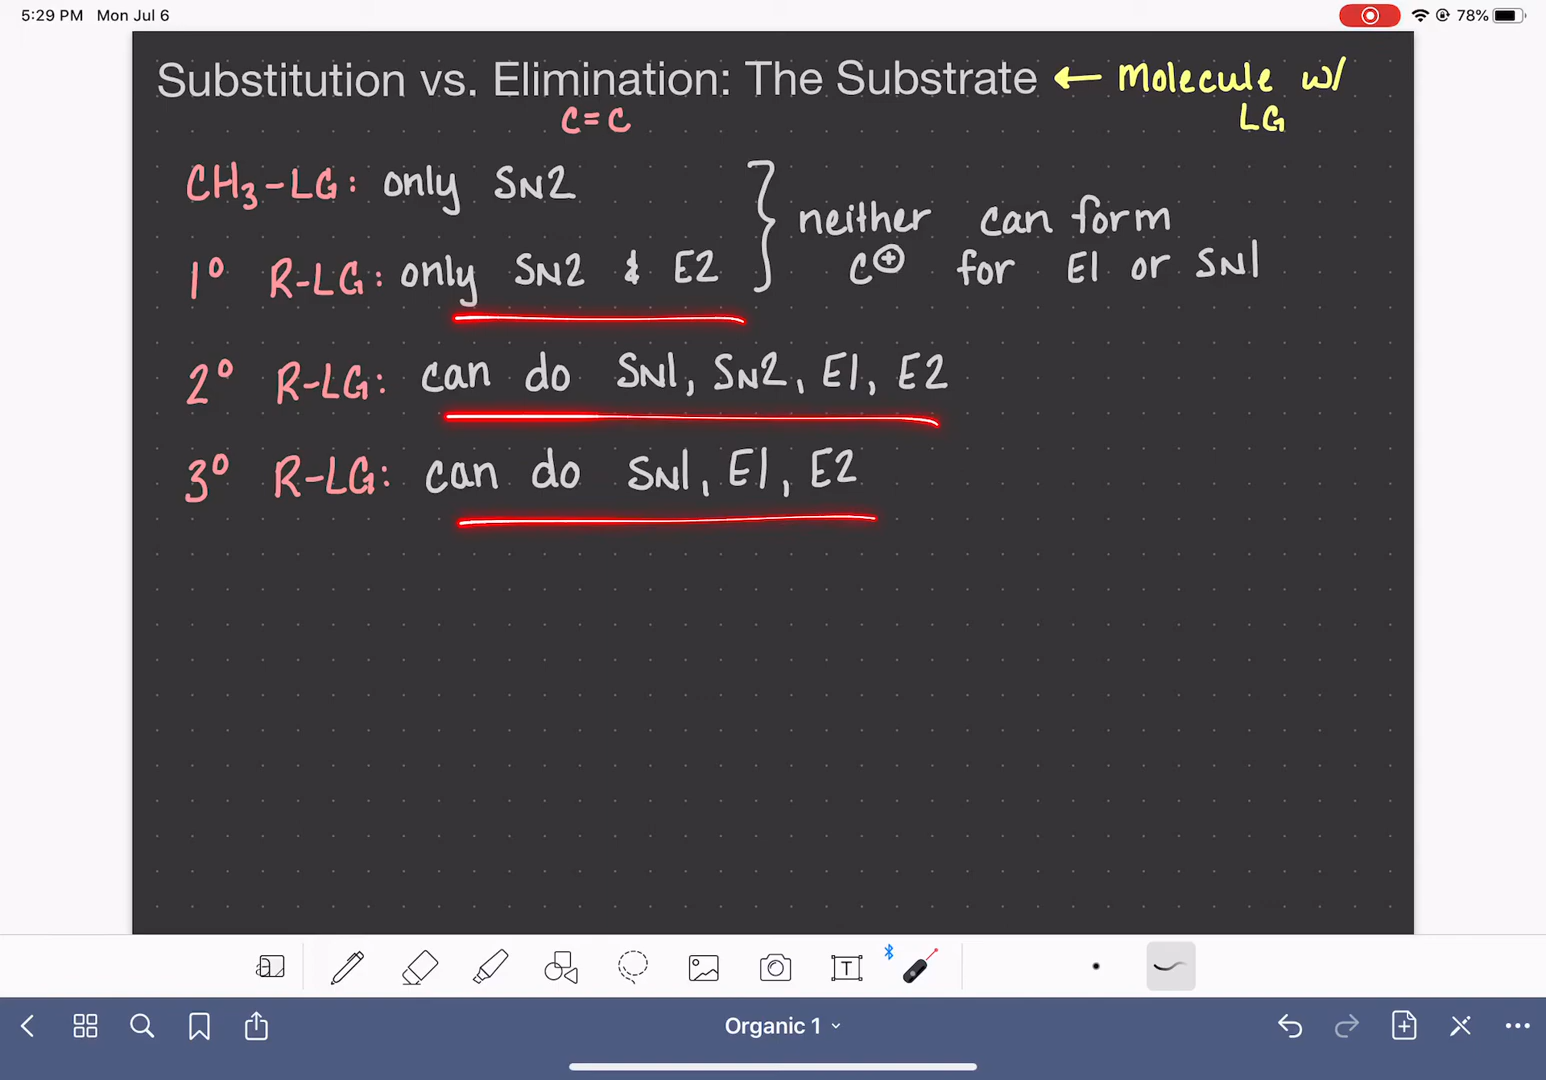 5:29 PM Mon Jul 6
78%
Substitution vs. Elimination: The Substrate ← Molecule w/
LG
C=C
CH₃-LG: only SN2
1° R-LG: only SN2 & E2
neither can form
C⊕ for E1 or SN1
2° R-LG: can do SN1, SN2, E1, E2
3° R-LG: can do SN1, E1, E2
T
Organic 1